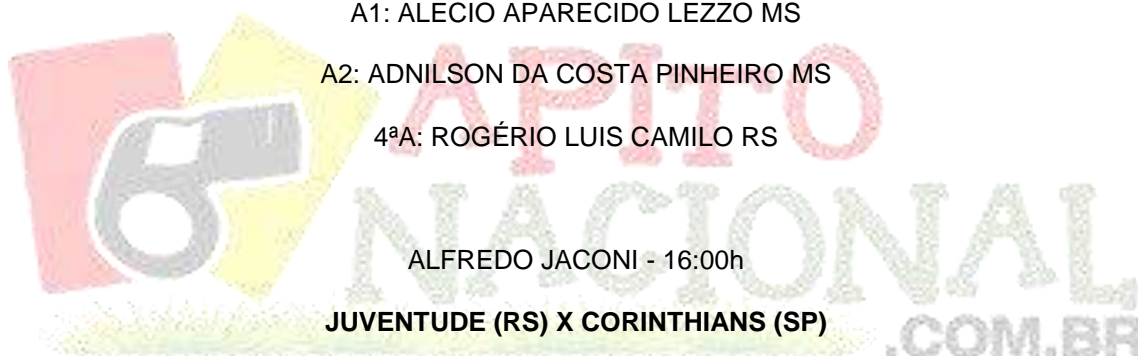 A1: ALECIO APARECIDO LEZZO MS
A2: ADNILSON DA COSTA PINHEIRO MS
4ªA: ROGÉRIO LUIS CAMILO RS
APITO
NACIONAL
ALFREDO JACONI - 16:00h
JUVENTUDE (RS) X CORINTHIANS (SP)
.COM.BR